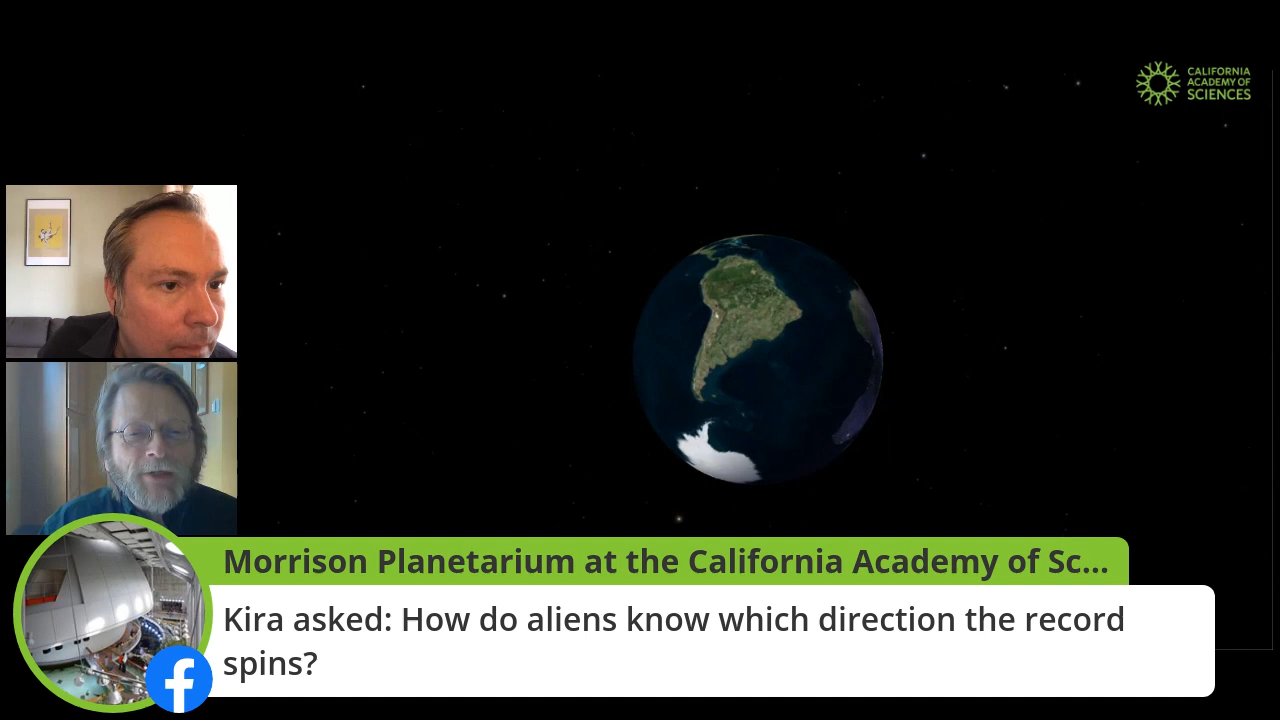 CALIFORNIA
ACADEMY OF
SCIENCES
Morrison Planetarium at the California Academy of Sc...
Kira asked: How do aliens know which direction the record
spins?